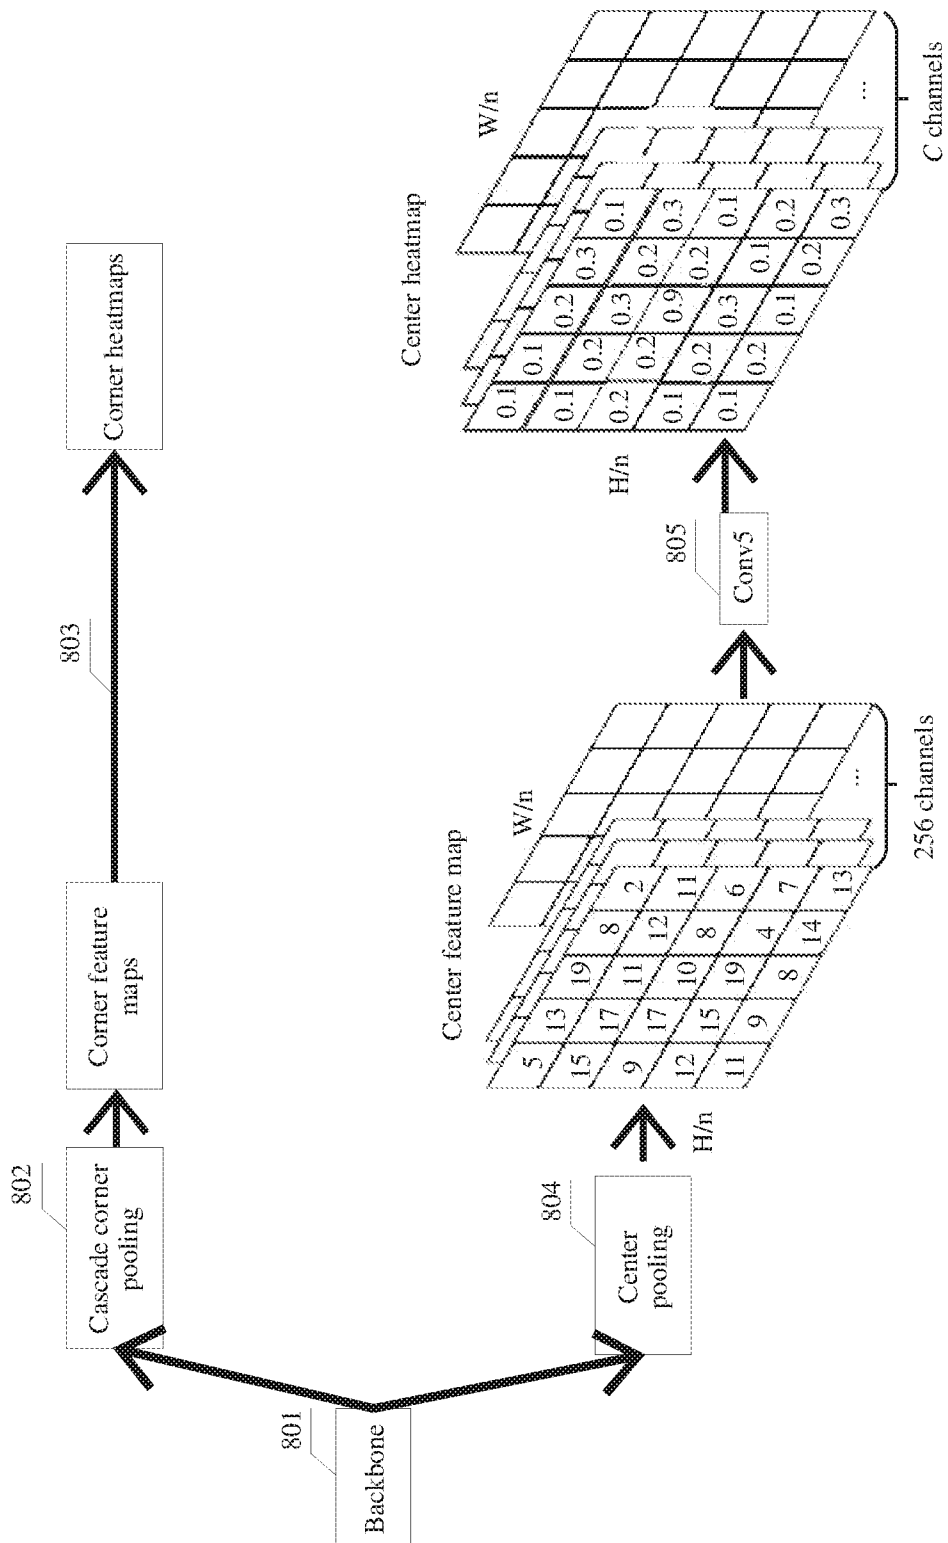 801
Backbone
802
Cascade corner
pooling
Corner feature
maps
803
Corner heatmaps
804
Center
pooling
Center feature map
W/n
H/n
5 13 19 8 2
15 17 11 12 11
9 17 10 8 6
12 15 19 4 7
11 9 8 14 13
...
256 channels
805
Conv5
Center heatmap
W/n
H/n
0.1 0.1 0.2 0.3 0.1
0.1 0.2 0.3 0.2 0.3
0.2 0.2 0.9 0.2 0.1
0.1 0.2 0.3 0.1 0.2
0.1 0.2 0.1 0.2 0.3
...
C channels